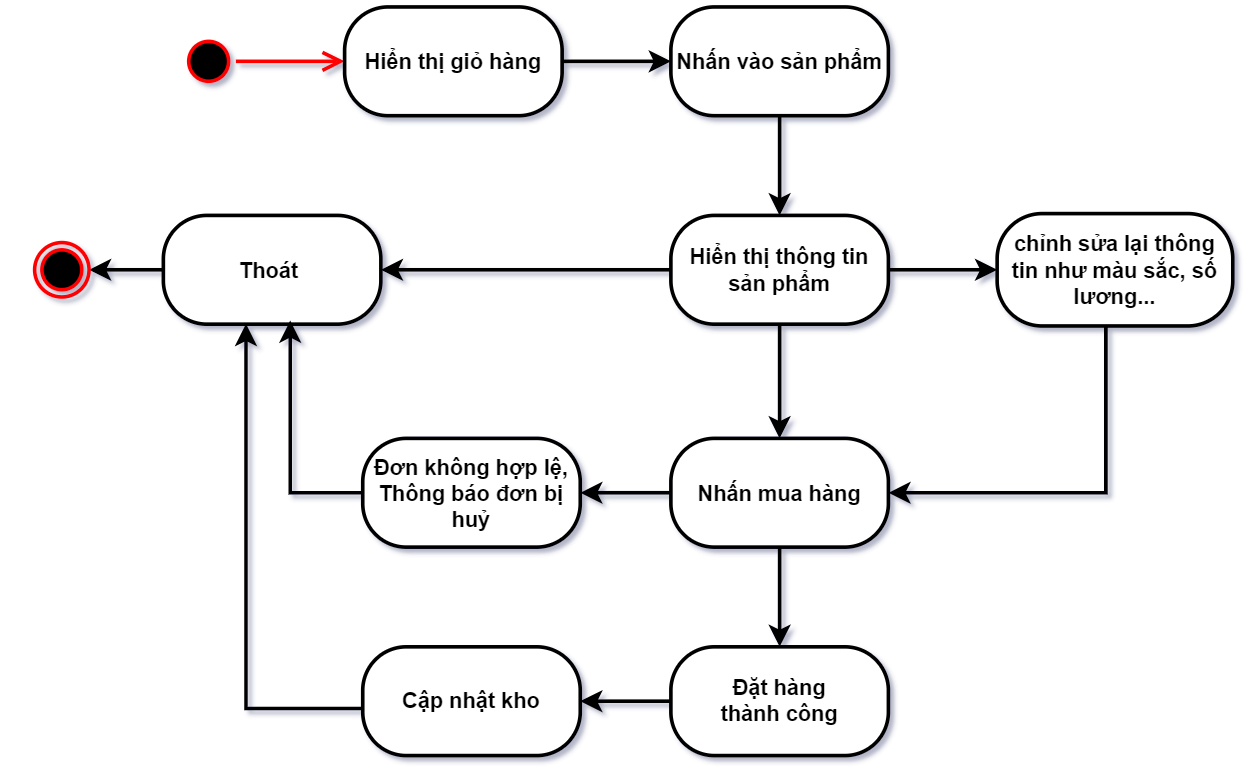 Hiển thị giỏ hàng
Nhấn vào sản phẩm
Thoát
Hiển thị thông tin
sản phẩm
chỉnh sửa lại thông
tin như màu sắc, số
lương...
Đơn không hợp lệ,
Thông báo đơn bị
huỷ
Nhấn mua hàng
Cập nhật kho
Đặt hàng
thành công